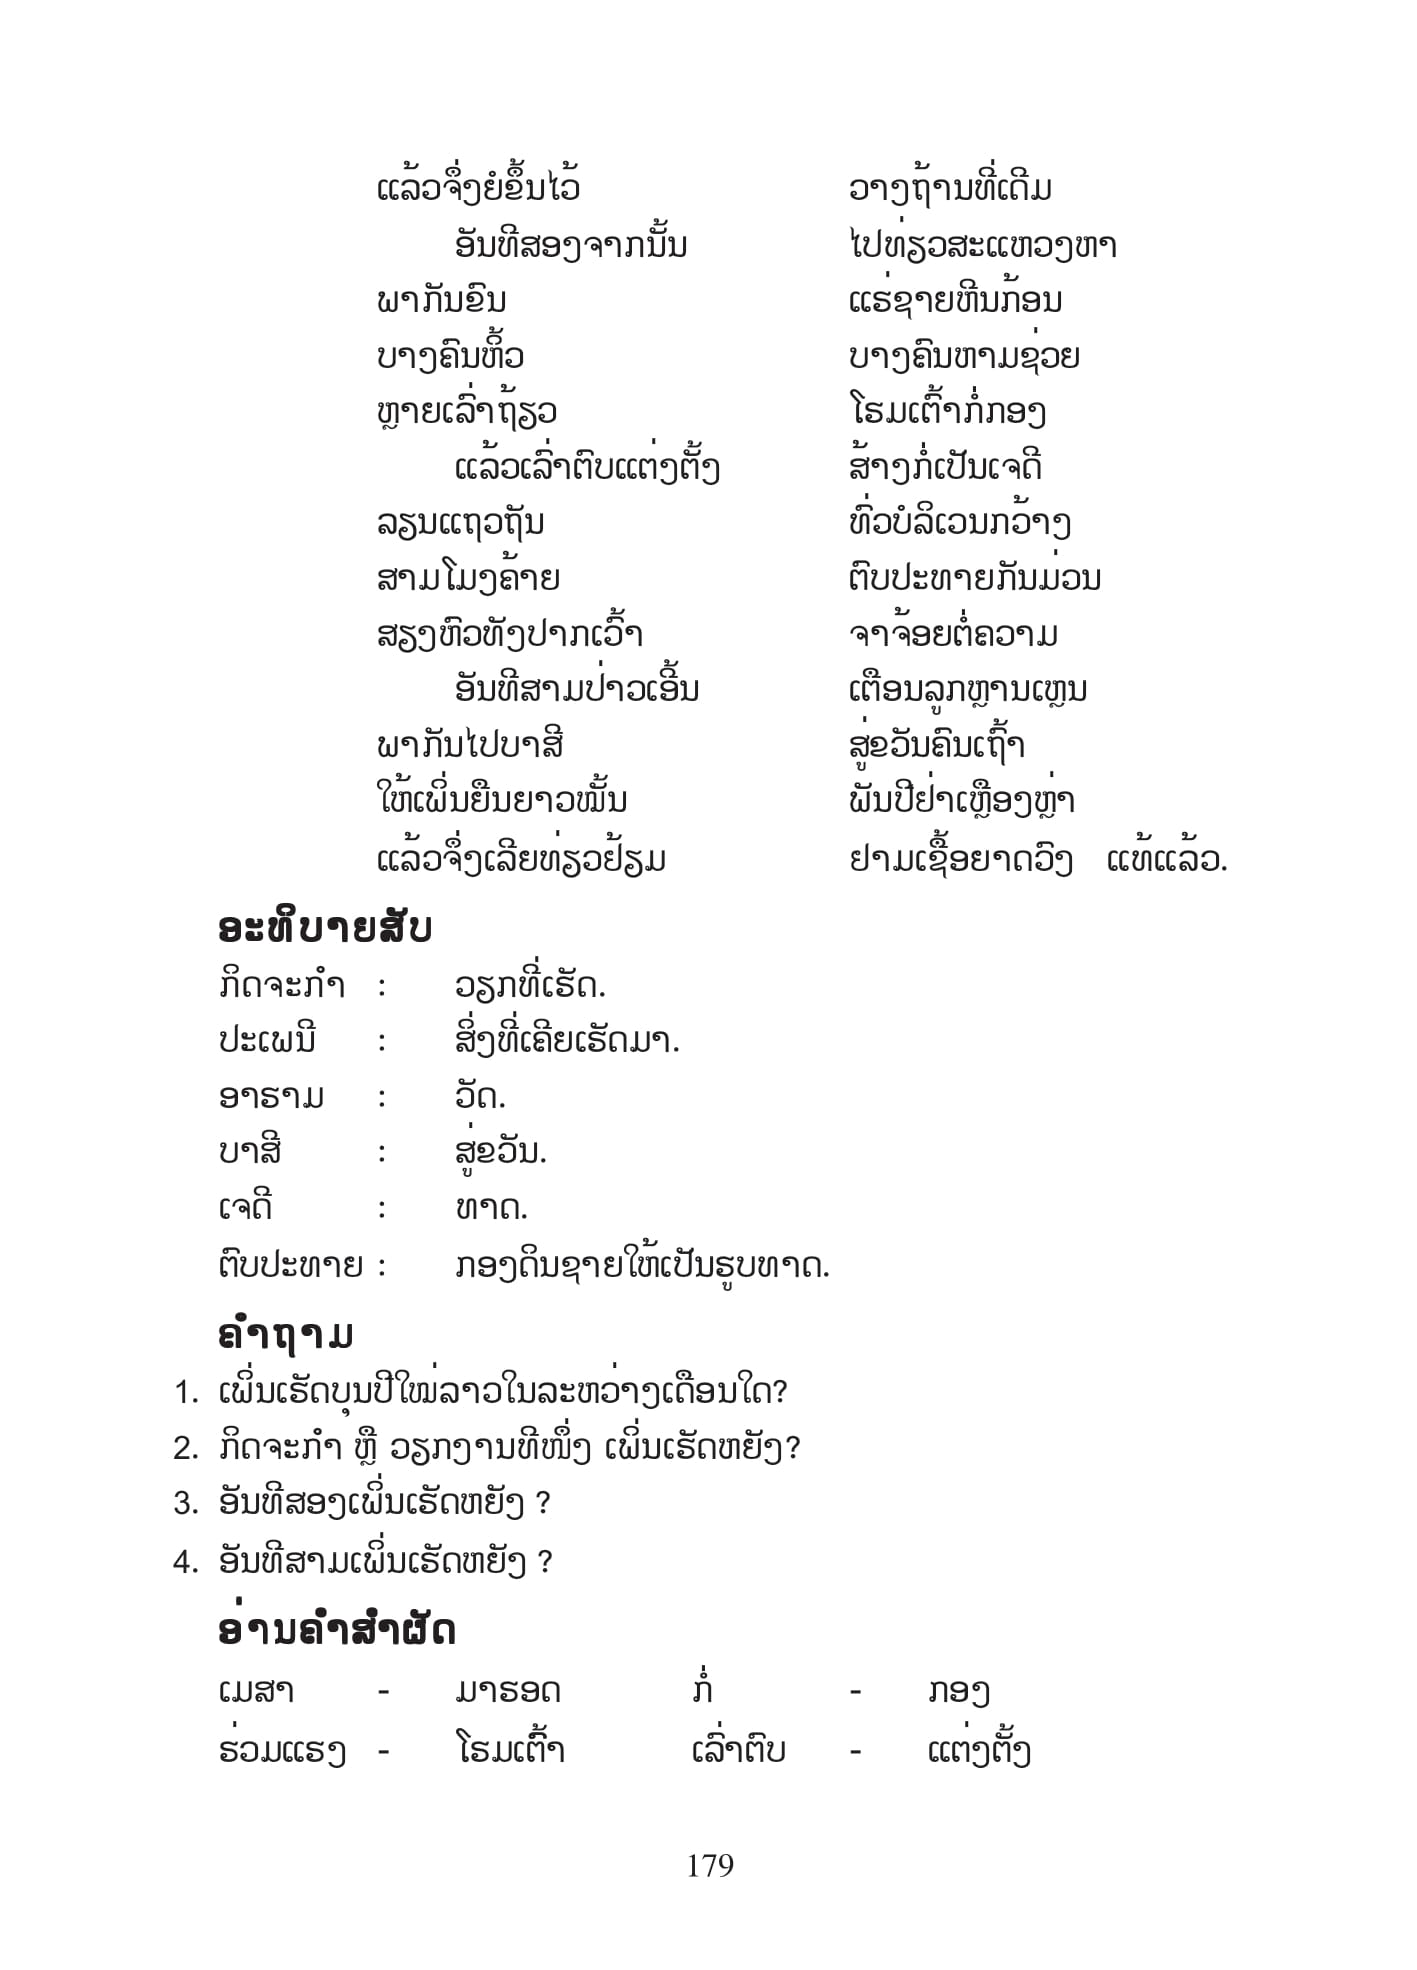 ແລ້ວຈຶ່ງຍໍຂຶ້ນໄວ້ ວາງຖ້ານທີ່ເດີມ
ອັນທີສອງຈາກນັ້ນ ໄປທ່ຽວສະແຫວງຫາ
ພາກັນຂົນ ແຮ່ຊາຍຫີນກ້ອນ
ບາງຄົນຫິ້ວ ບາງຄົນຫາມຊ່ວຍ
ຫຼາຍເລົ່າຖ້ຽວ ໂຮມເຕົ້າກໍ່ກອງ
ແລ້ວເລົ່າຕົບແຕ່ງຕັ້ງ ສ້າງກໍ່ເປັນເຈດີ
ລຽນແຖວຖັນ ທົ່ວບໍລິເວນກວ້າງ
ສາມໂມງຄ້າຍ ຕົບປະທາຍກັນມ່ວນ
ສຽງຫົວທັງປາກເວົ້າ ຈາຈ້ອຍຕໍ່ຄວາມ
ອັນທີສາມປ່າວເອີ້ນ ເຕືອນລູກຫຼານເຫຼນ
ພາກັນໄປບາສີ ສູ່ຂວັນຄົນເຖົ້າ
ໃຫ້ເພິ່ນຍືນຍາວໝັ້ນ ພັນປີຢ່າເຫຼືອງຫຼ່າ
ແລ້ວຈຶ່ງເລີຍທ່ຽວຢ້ຽມ ຢາມເຊື້ອຍາດວົງ ແທ້ແລ້ວ.
ອະທິບາຍສັບ
ກິດຈະກຳ : ວຽກທີ່ເຮັດ.
ປະເພນີ : ສິ່ງທີ່ເຄີຍເຮັດມາ.
ອາຮາມ : ວັດ.
ບາສີ : ສູ່ຂວັນ.
ເຈດີ : ທາດ.
ຕົບປະທາຍ : ກອງດິນຊາຍໃຫ້ເປັນຮູບທາດ.
ຄຳຖາມ
1. ເພິ່ນເຮັດບຸນປີໃໝ່ລາວໃນລະຫວ່າງເດືອນໃດ?
2. ກິດຈະກຳ ຫຼື ວຽກງານທີໜຶ່ງ ເພິ່ນເຮັດຫຍັງ?
3. ອັນທີສອງເພິ່ນເຮັດຫຍັງ ?
4. ອັນທີສາມເພິ່ນເຮັດຫຍັງ ?
ອ່ານຄຳສຳຜັດ
ເມສາ - ມາຮອດ ກໍ່ - ກອງ
ຮ່ວມແຮງ - ໂຮມເຕົ້າ ເລົ່າຕົບ - ແຕ່ງຕັ້ງ
179